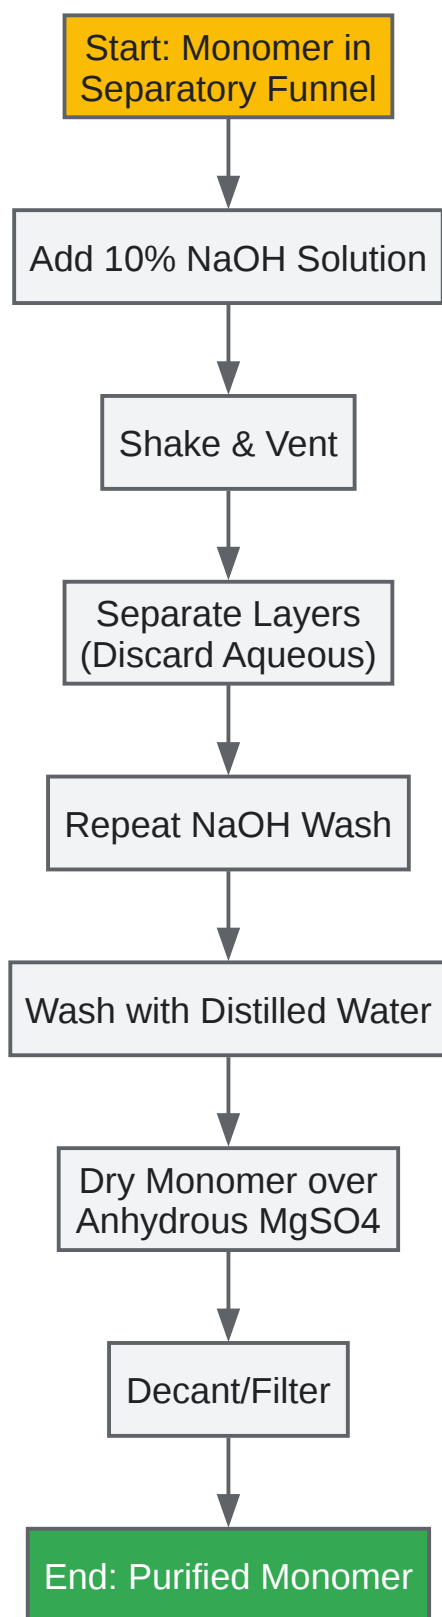 Start: Monomer in
Separatory Funnel
Add 10% NaOH Solution
Shake & Vent
Separate Layers
(Discard Aqueous)
Repeat NaOH Wash
Wash with Distilled Water
Dry Monomer over
Anhydrous MgSO4
Decant/Filter
End: Purified Monomer